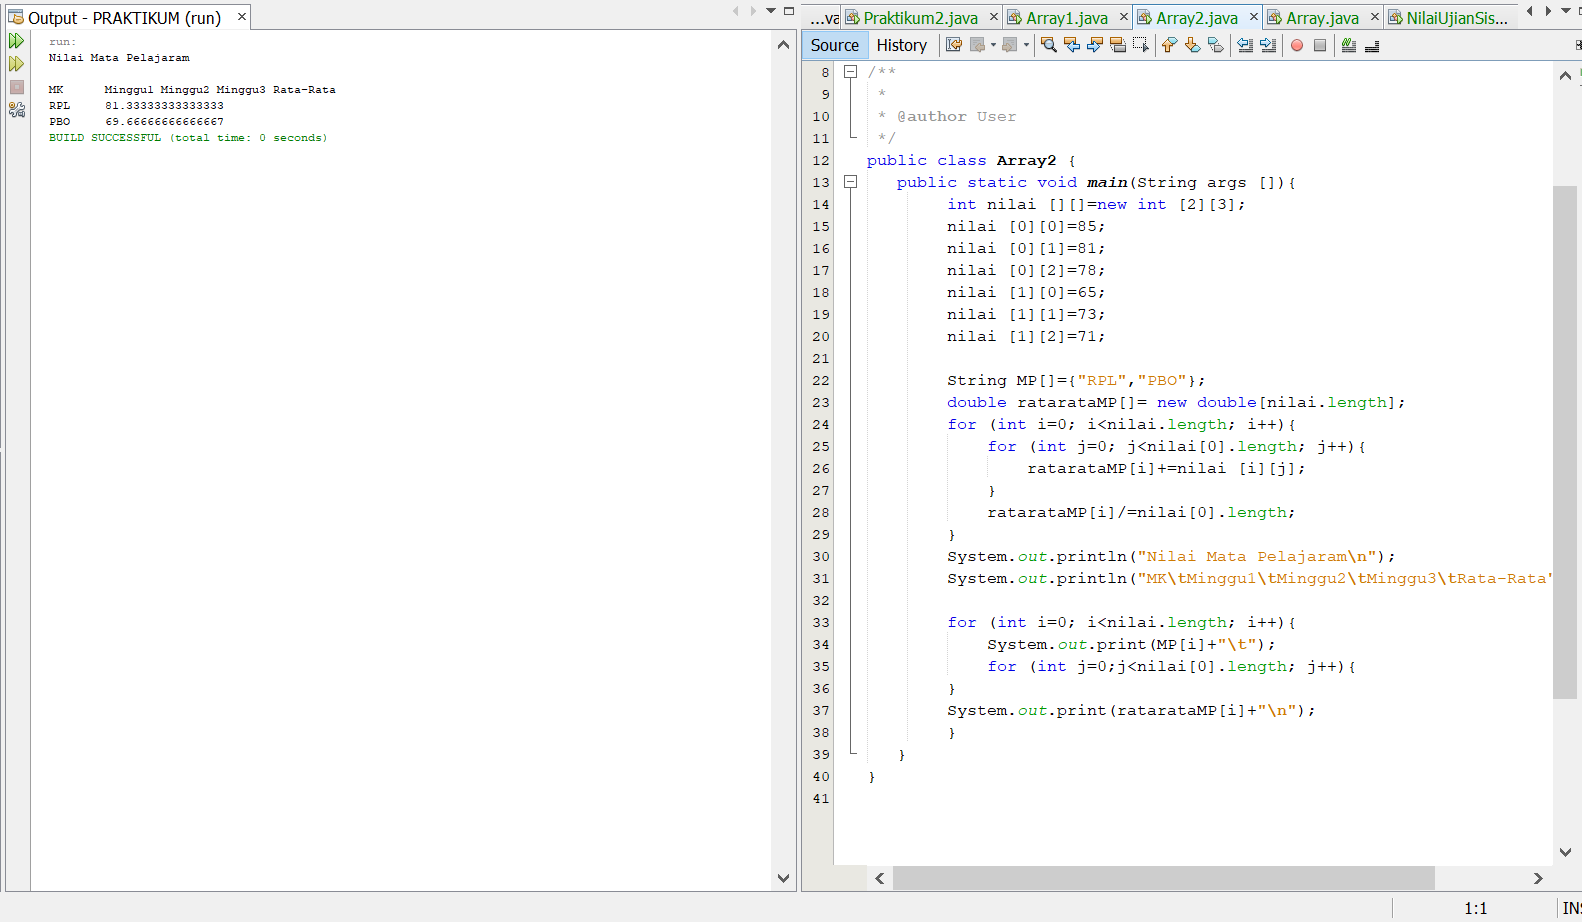 Output - PRAKTIKUM (run) ×
run:
Nilai Mata Pelajaram
MK Minggu1 Minggu2 Minggu3 Rata-Rata
RPL 81.33333333333333
PBO 69.66666666666667
BUILD SUCCESSFUL (total time: 0 seconds)
...va Praktikum2.java × Array1.java × Array2.java × Array.java × NilaiUjianSis...
Source History
8 /**
9 *
10 * @author User
11 */
12 public class Array2 {
13 public static void main(String args []){
14 int nilai [][]=new int [2][3];
15 nilai [0][0]=85;
16 nilai [0][1]=81;
17 nilai [0][2]=78;
18 nilai [1][0]=65;
19 nilai [1][1]=73;
20 nilai [1][2]=71;
21
22 String MP[]={"RPL","PBO"};
23 double ratarataMP[]= new double[nilai.length];
24 for (int i=0; i<nilai.length; i++){
25 for (int j=0; j<nilai[0].length; j++){
26 ratarataMP[i]+=nilai [i][j];
27 }
28 ratarataMP[i]/=nilai[0].length;
29 }
30 System.out.println("Nilai Mata Pelajaram\n");
31 System.out.println("MK\tMinggu1\tMinggu2\tMinggu3\tRata-Rata"
32
33 for (int i=0; i<nilai.length; i++){
34 System.out.print(MP[i]+"\t");
35 for (int j=0;j<nilai[0].length; j++){
36 }
37 System.out.print(ratarataMP[i]+"\n");
38 }
39 }
40 }
41
1:1 INS